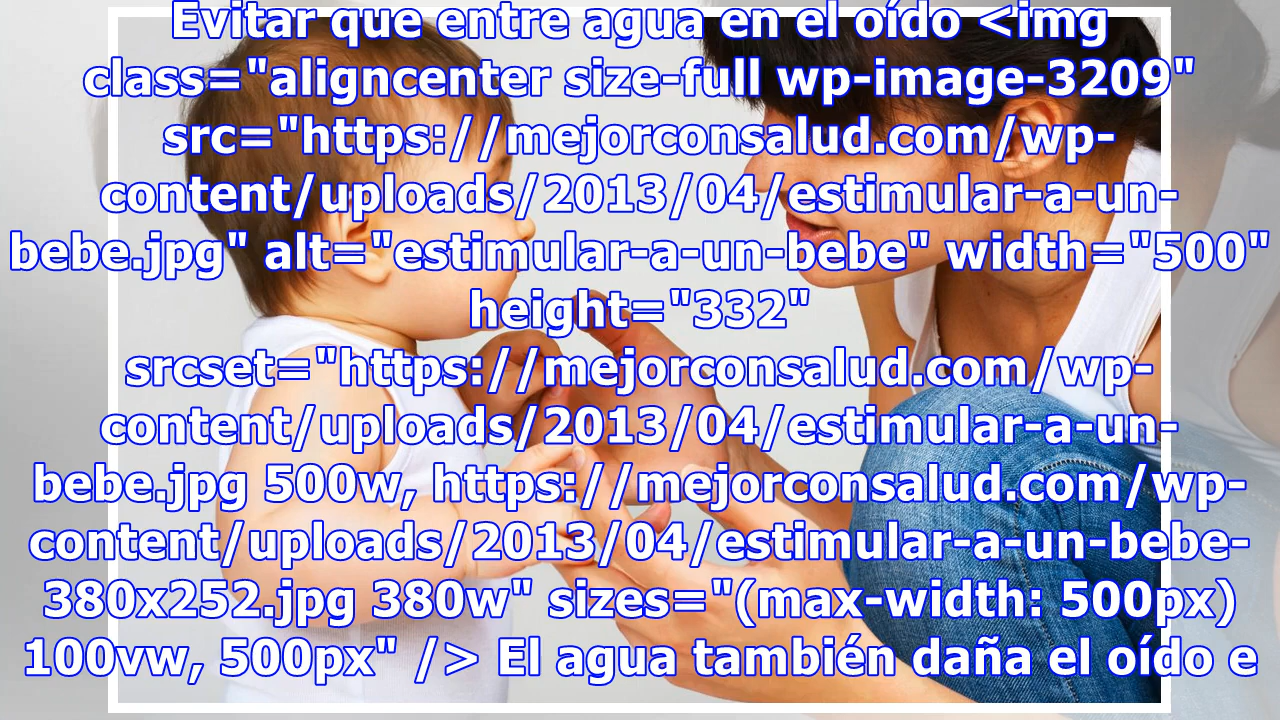 Evitar que entre agua en el oído <img
class="aligncenter size-full wp-image-3209"
src="https://mejorconsalud.com/wp-
content/uploads/2013/04/estimular-a-un-
bebe.jpg" alt="estimular-a-un-bebe" width="500"
height="332"
srcset="https://mejorconsalud.com/wp-
content/uploads/2013/04/estimular-a-un-
bebe.jpg 500w, https://mejorconsalud.com/wp-
content/uploads/2013/04/estimular-a-un-bebe-
380x252.jpg 380w" sizes="(max-width: 500px)
100vw, 500px" /> El agua también daña el oído e